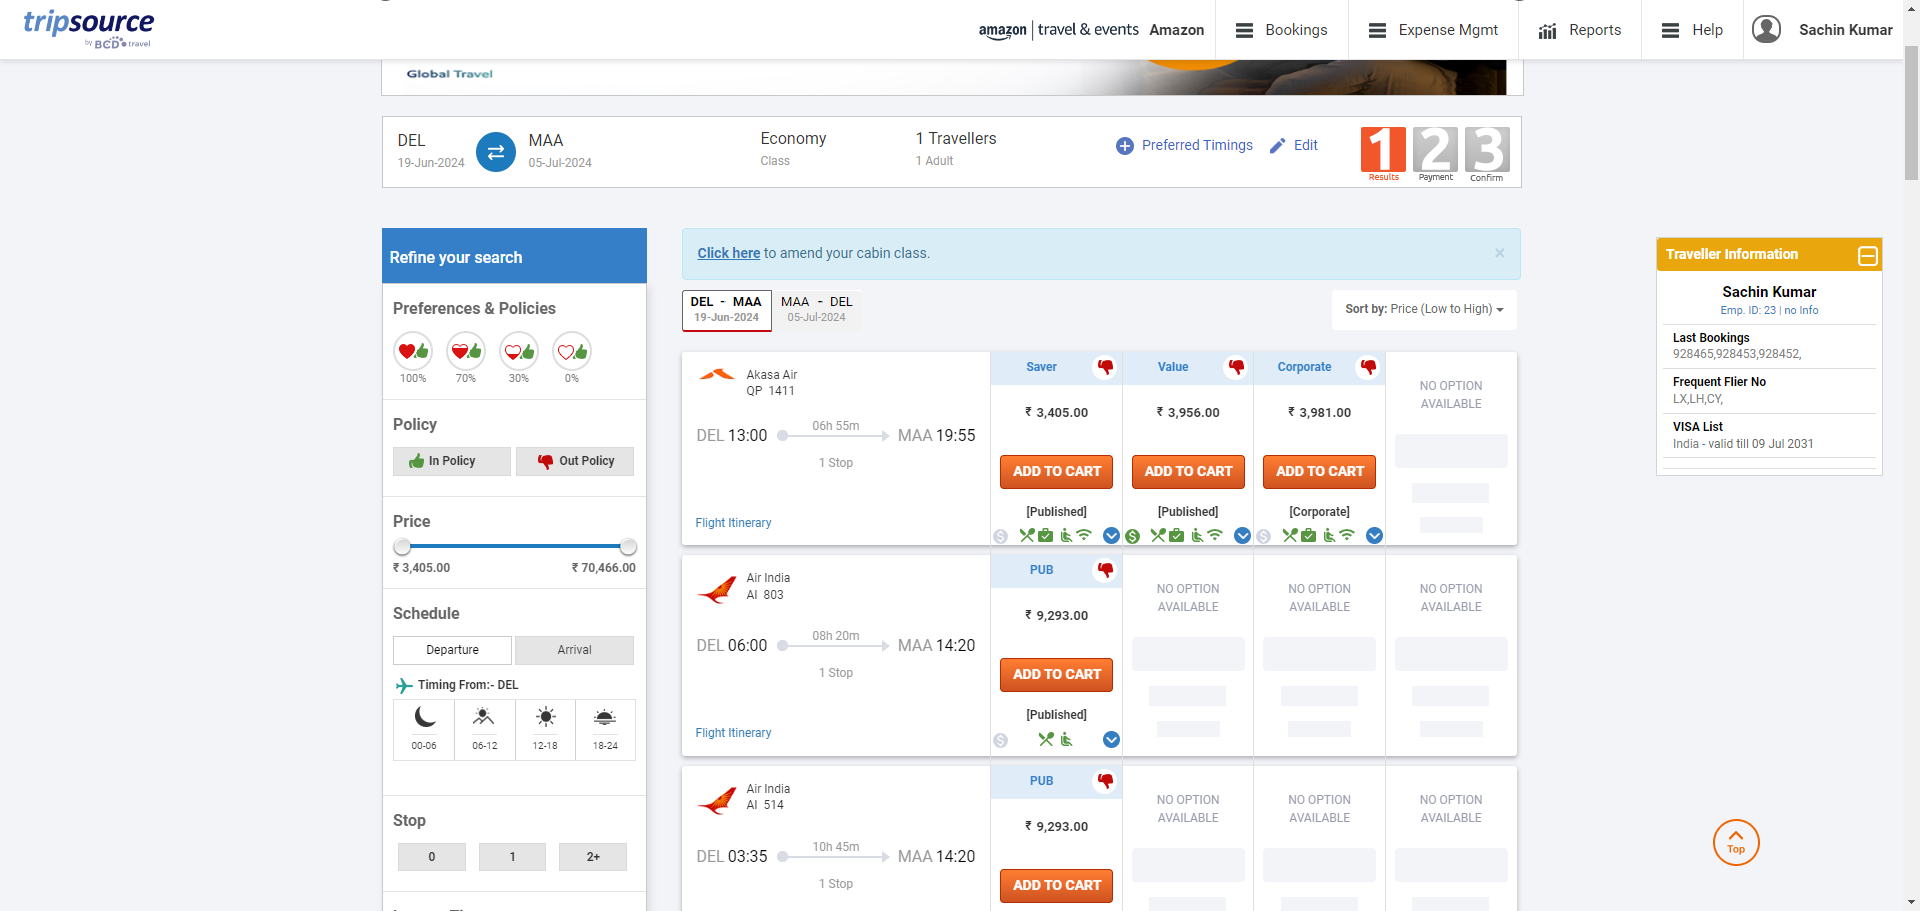 tripsource
by BCD travel
amazon | travel & events Amazon
Bookings
Expense Mgmt
Reports
Help
Sachin Kumar
Global Travel
DEL
19-Jun-2024
MAA
05-Jul-2024
Economy
Class
1 Travellers
1 Adult
Preferred Timings
Edit
1
Results
2
Payment
3
Confirm
Refine your search
Preferences & Policies
100%
70%
30%
0%
Policy
In Policy
Out Policy
Price
₹ 3,405.00
₹ 70,466.00
Schedule
Departure
Arrival
Timing From:- DEL
00-06
06-12
12-18
18-24
Stop
0
1
2+
Click here to amend your cabin class.
×
DEL - MAA
19-Jun-2024
MAA - DEL
05-Jul-2024
Sort by: Price (Low to High)
Akasa Air
QP 1411
DEL 13:00
06h 55m
MAA 19:55
1 Stop
Flight Itinerary
Saver
₹ 3,405.00
ADD TO CART
[Published]
Value
₹ 3,956.00
ADD TO CART
[Published]
Corporate
₹ 3,981.00
ADD TO CART
[Corporate]
NO OPTION
AVAILABLE
Air India
AI 803
DEL 06:00
08h 20m
MAA 14:20
1 Stop
Flight Itinerary
PUB
₹ 9,293.00
ADD TO CART
[Published]
NO OPTION
AVAILABLE
NO OPTION
AVAILABLE
NO OPTION
AVAILABLE
Air India
AI 514
DEL 03:35
10h 45m
MAA 14:20
1 Stop
PUB
₹ 9,293.00
ADD TO CART
NO OPTION
AVAILABLE
NO OPTION
AVAILABLE
NO OPTION
AVAILABLE
Traveller Information
Sachin Kumar
Emp. ID: 23 | no Info
Last Bookings
928465,928453,928452,
Frequent Flier No
LX,LH,CY,
VISA List
India - valid till 09 Jul 2031
Top